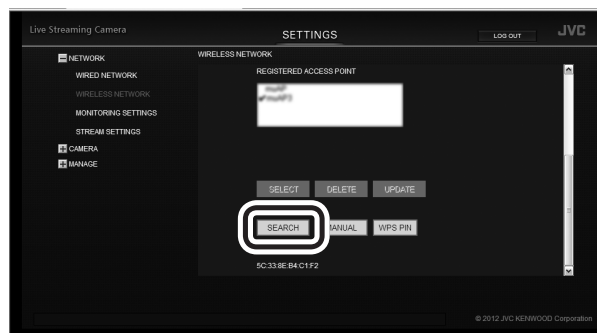 Live Streaming Camera
SETTINGS
LOG OUT
JVC
NETWORK
WIRED NETWORK
WIRELESS NETWORK
MONITORING SETTINGS
STREAM SETTINGS
CAMERA
MANAGE
WIRELESS NETWORK
REGISTERED ACCESS POINT
SELECT DELETE UPDATE
SEARCH MANUAL WPS PIN
5C:33:8E:B4:C1:F2
© 2012 JVC KENWOOD Corporation